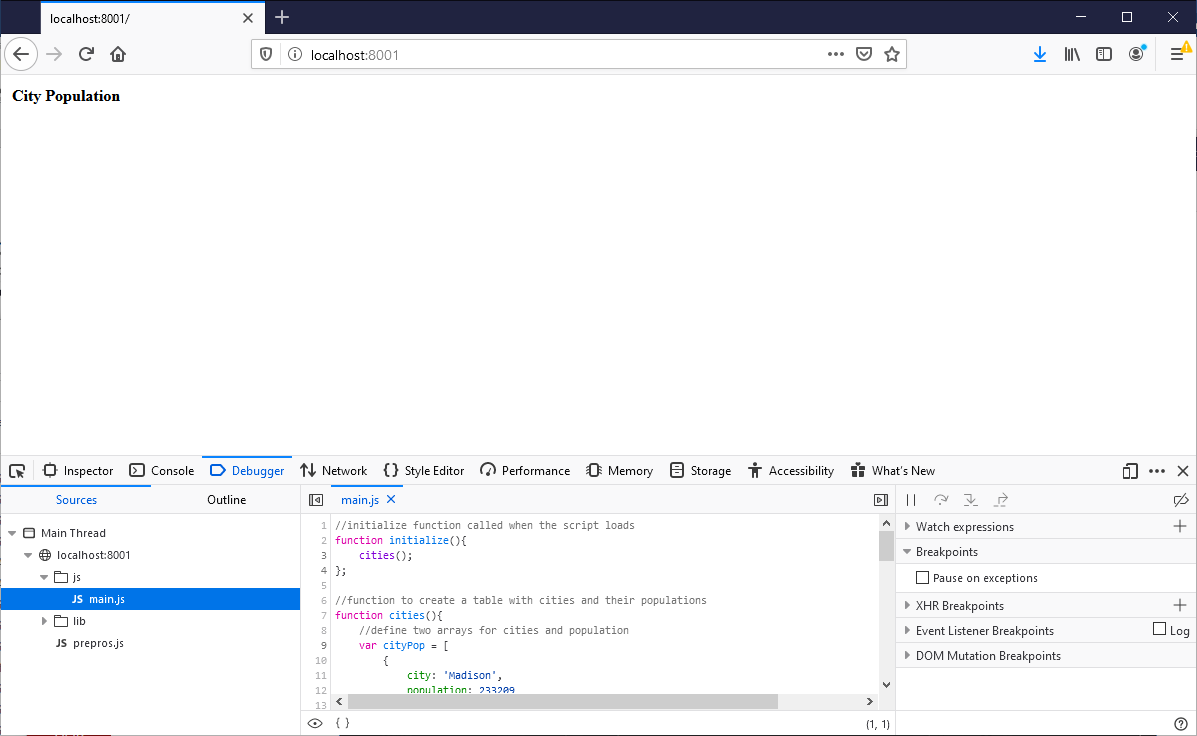 localhost:8001/
localhost:8001
City Population
Inspector Console Debugger Network Style Editor Performance Memory Storage Accessibility What's New
Sources Outline
Main Thread
localhost:8001
js
JS main.js
lib
JS prepros.js
main.js
1 //initialize function called when the script loads
2 function initialize(){
3 cities();
4 };
5
6 //function to create a table with cities and their populations
7 function cities(){
8 //define two arrays for cities and population
9 var cityPop = [
10 {
11 city: 'Madison',
12 population: 233209
13
{ } (1, 1)
Watch expressions
Breakpoints
Pause on exceptions
XHR Breakpoints
Event Listener Breakpoints Log
DOM Mutation Breakpoints